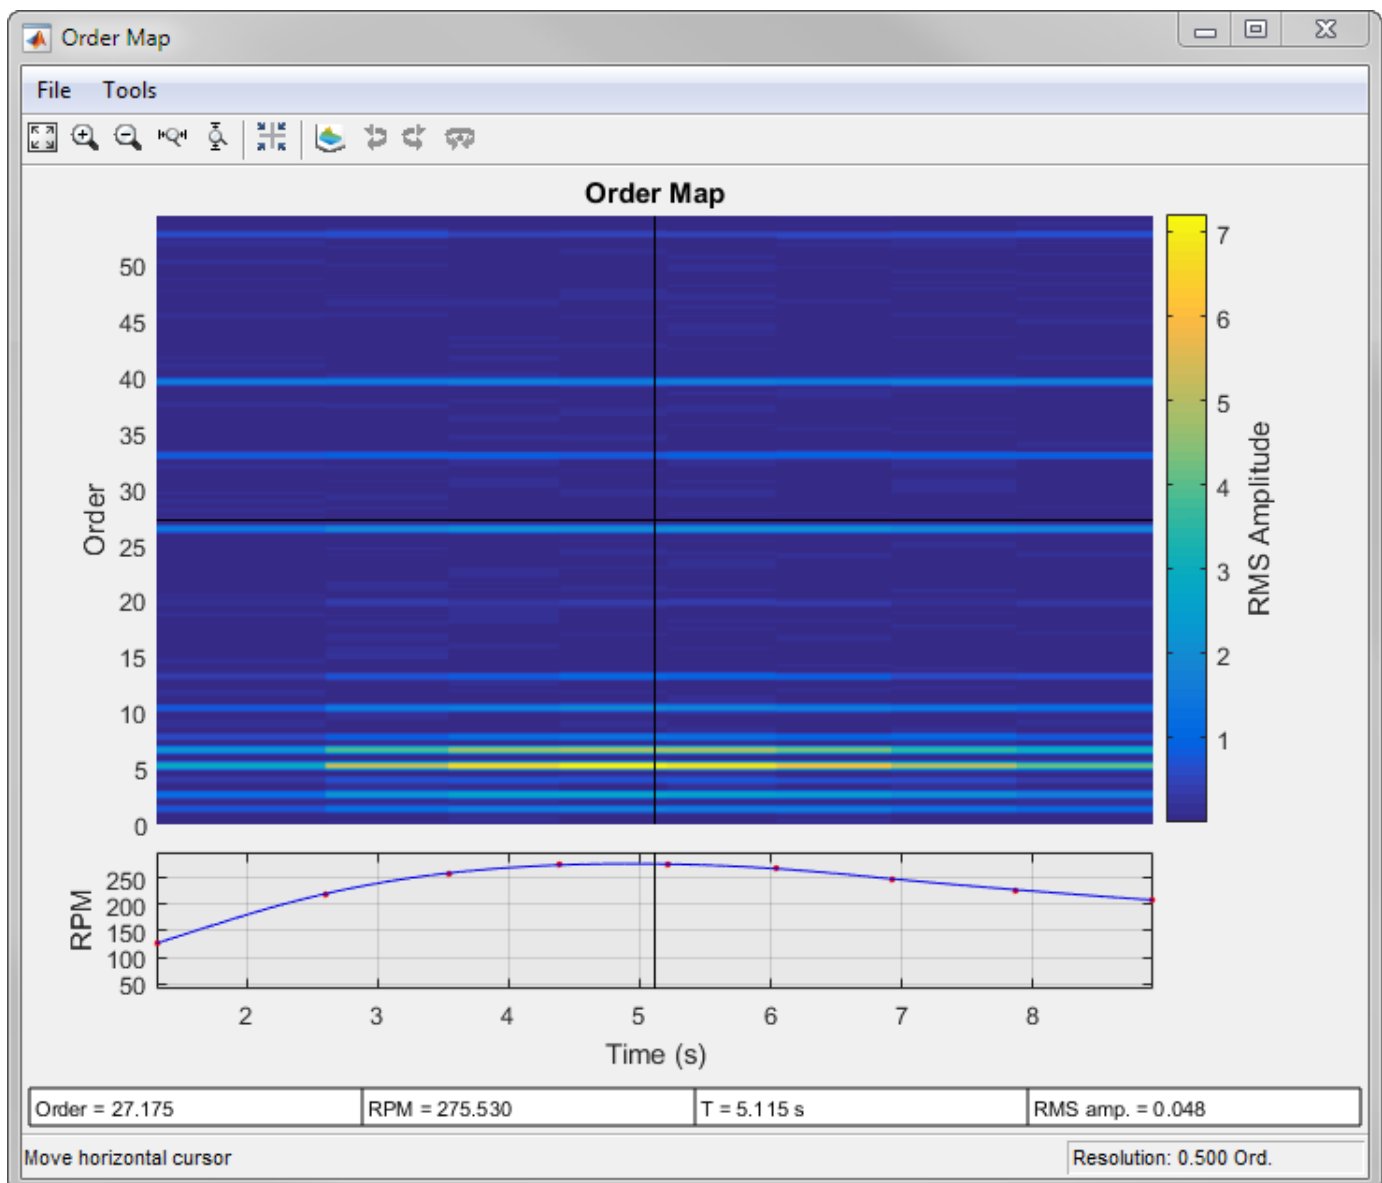 Order Map
File Tools
Order Map
50
45
40
35
30
25
20
15
10
5
0
Order
7
6
5
4
3
2
1
RMS Amplitude
250
200
150
100
50
RPM
2 3 4 5 6 7 8
Time (s)
Order = 27.175 RPM = 275.530 T = 5.115 s RMS amp. = 0.048
Move horizontal cursor Resolution: 0.500 Ord.